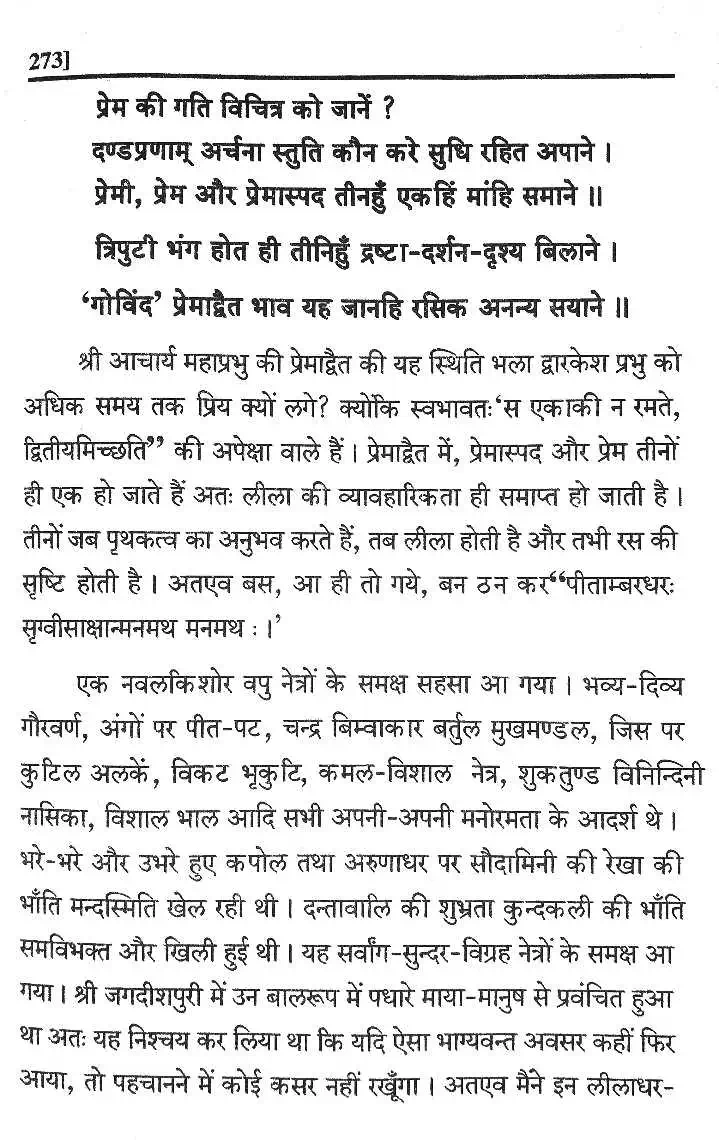 273]
प्रेम की गति विचित्र को जानें ?
दण्डप्रणाम् अर्चना स्तुति कौन करे सुधि रहित अपाने ।
प्रेमी, प्रेम और प्रेमास्पद तीनहुँ एकहिं मांहि समाने ॥
त्रिपुटी भंग होत ही तीनिहुँ द्रष्टा-दर्शन-दृश्य बिलाने ।
‘गोविंद’ प्रेमाद्वैत भाव यह जानहि रसिक अनन्य सयाने ॥
श्री आचार्य महाप्रभु की प्रेमाद्वैत की यह स्थिति भला द्वारकेश प्रभु को
अधिक समय तक प्रिय क्यों लगे? क्योंकि स्वभावतः‘स एकाकी न रमते,
द्वितीयमिच्छति” की अपेक्षा वाले हैं । प्रेमाद्वैत में, प्रेमास्पद और प्रेम तीनों
ही एक हो जाते हैं अतः लीला की व्यावहारिकता ही समाप्त हो जाती है ।
तीनों जब पृथकत्व का अनुभव करते हैं, तब लीला होती है और तभी रस की
सृष्टि होती है । अतएव बस, आ ही तो गये, बन ठन कर“पीताम्बरधरः
सृग्वीसाक्षान्मनमथ मनमथ ः ।’
एक नवलकिशोर वपु नेत्रों के समक्ष सहसा आ गया । भव्य-दिव्य
गौरवर्ण, अंगों पर पीत-पट, चन्द्र बिम्वाकार बर्तुल मुखमण्डल, जिस पर
कुटिल अलकें, विकट भृकुटि, कमल-विशाल नेत्र, शुकतुण्ड विनिन्दिनी
नासिका, विशाल भाल आदि सभी अपनी-अपनी मनोरमता के आदर्श थे ।
भरे-भरे और उभरे हुए कपोल तथा अरुणाधर पर सौदामिनी की रेखा की
भाँति मन्दस्मिति खेल रही थी । दन्तावालि की शुभ्रता कुन्दकली की भाँति
समविभक्त और खिली हुई थी । यह सर्वांग-सुन्दर-विग्रह नेत्रों के समक्ष आ
गया । श्री जगदीशपुरी में उन बालरूप में पधारे माया-मानुष से प्रवंचित हुआ
था अतः यह निश्चय कर लिया था कि यदि ऐसा भाग्यवन्त अवसर कहीं फिर
आया, तो पहचानने में कोई कसर नहीं रखूँगा । अतएव मैंने इन लीलाधर-